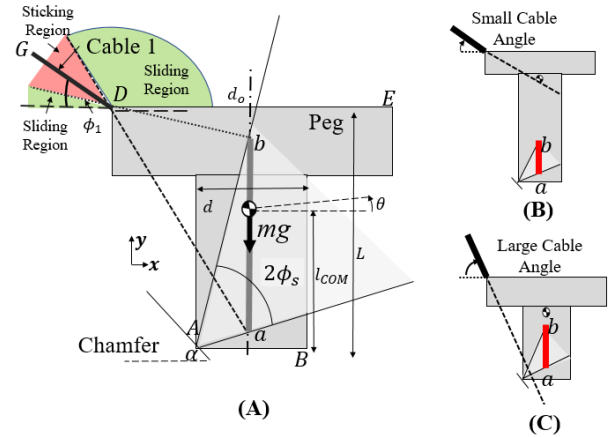 Sticking
Region
Cable 1
G
D
Sliding
Region
Sliding
Region
ϕ₁
dₒ
E
Peg
b
d
θ
mg
y
x
2ϕₛ
l_COM
L
A
a
B
Chamfer
α
(A)
Small Cable
Angle
b
a
(B)
Large Cable
Angle
b
a
(C)